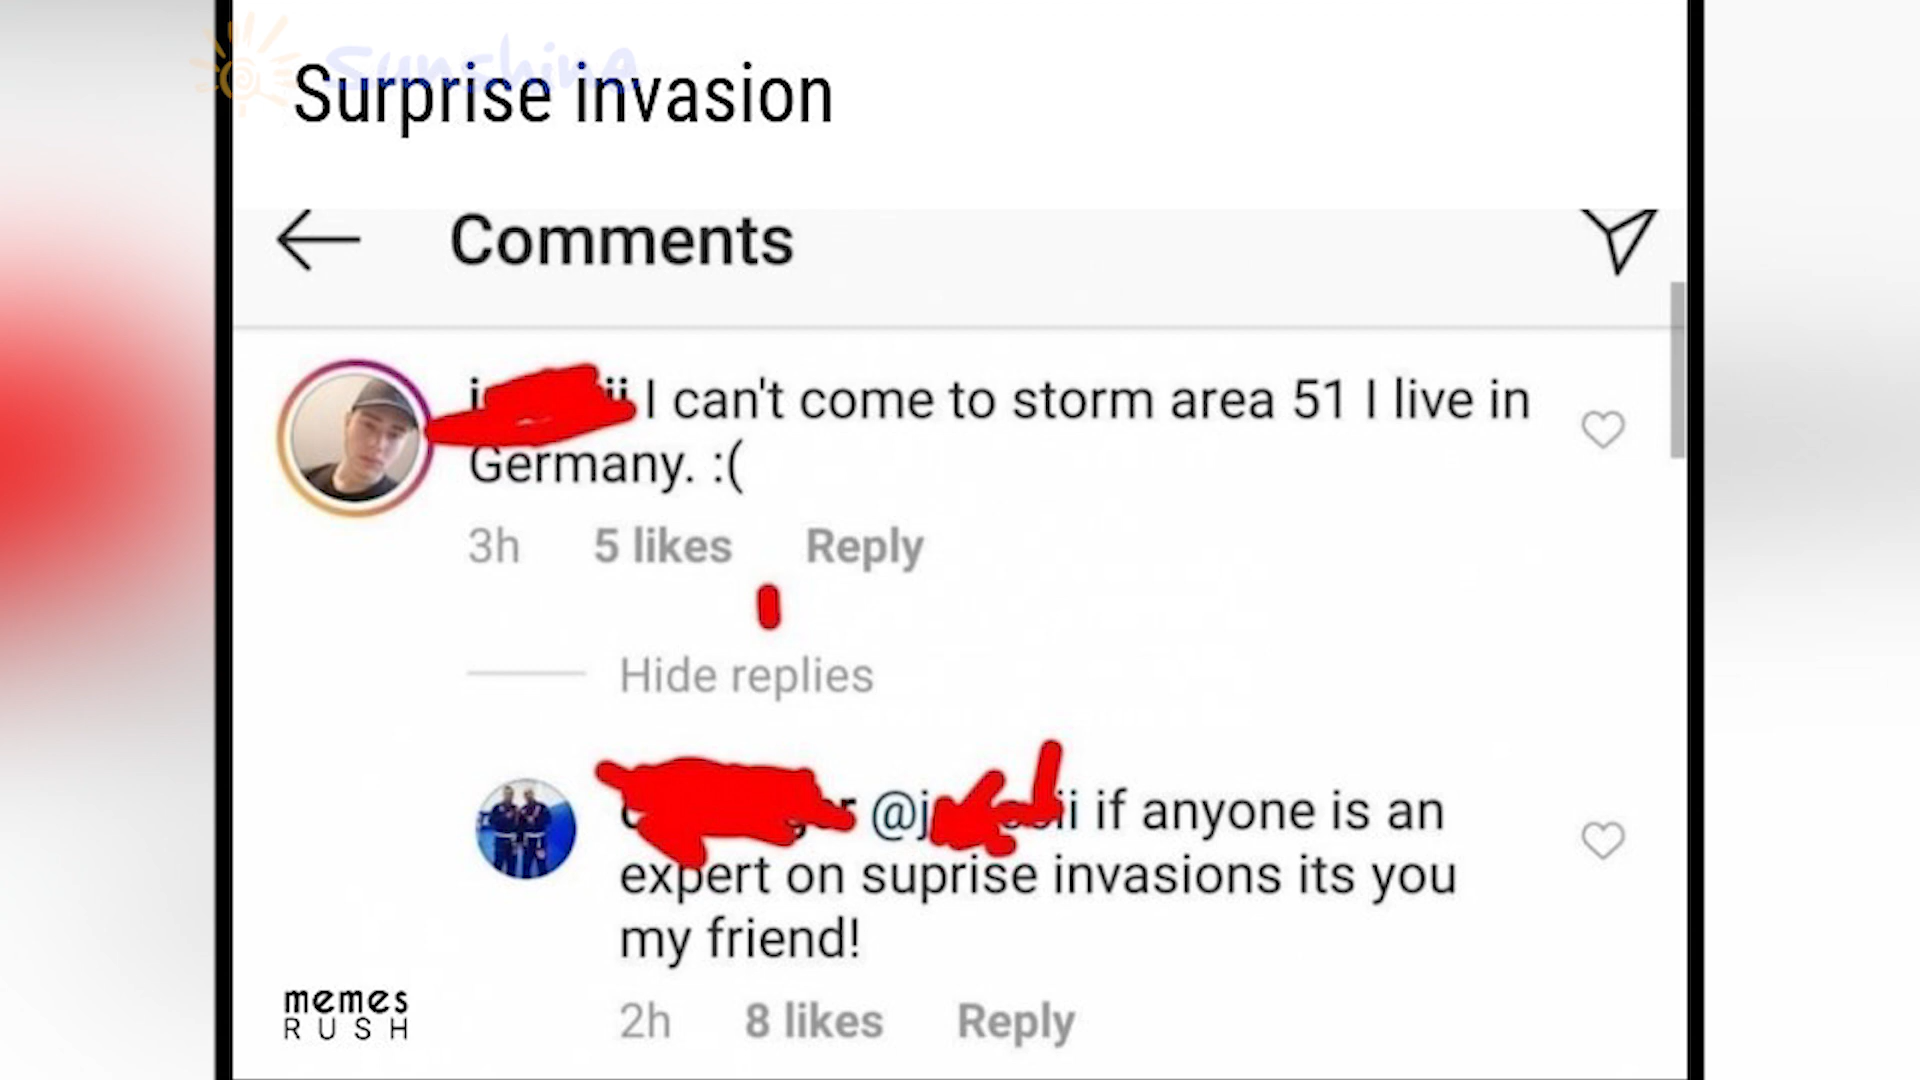 Sunshine
Surprise invasion
Comments
I can't come to storm area 51 I live in
Germany. :(
3h 5 likes Reply
Hide replies
if anyone is an
expert on suprise invasions its you
my friend!
2h 8 likes Reply
memes
RUSH